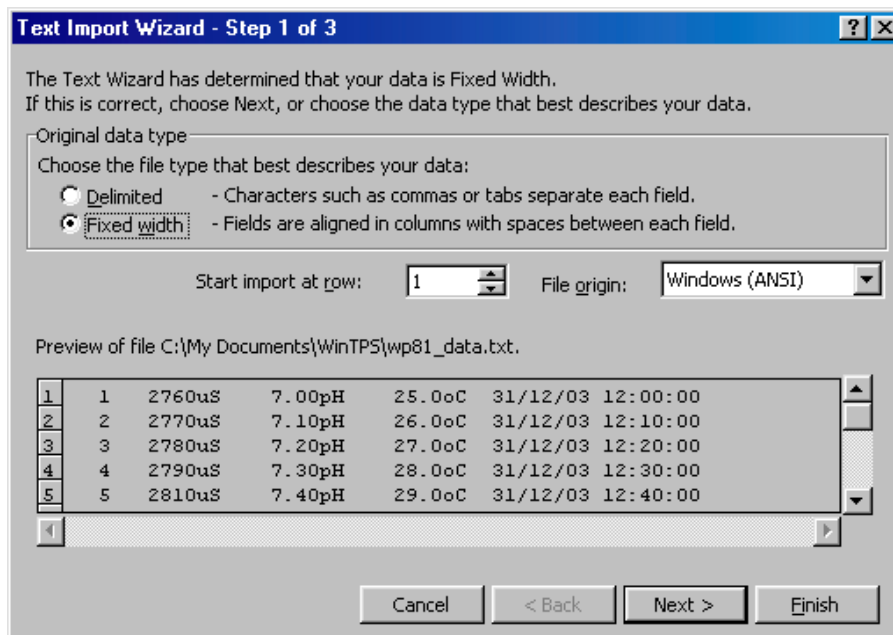 Text Import Wizard - Step 1 of 3
The Text Wizard has determined that your data is Fixed Width.
If this is correct, choose Next, or choose the data type that best describes your data.
Original data type
Choose the file type that best describes your data:
Delimited - Characters such as commas or tabs separate each field.
Fixed width - Fields are aligned in columns with spaces between each field.
Start import at row: 1 File origin: Windows (ANSI)
Preview of file C:\My Documents\WinTPS\wp81_data.txt.
1 1 2760uS 7.00pH 25.0oC 31/12/03 12:00:00
2 2 2770uS 7.10pH 26.0oC 31/12/03 12:10:00
3 3 2780uS 7.20pH 27.0oC 31/12/03 12:20:00
4 4 2790uS 7.30pH 28.0oC 31/12/03 12:30:00
5 5 2810uS 7.40pH 29.0oC 31/12/03 12:40:00
Cancel < Back Next > Finish